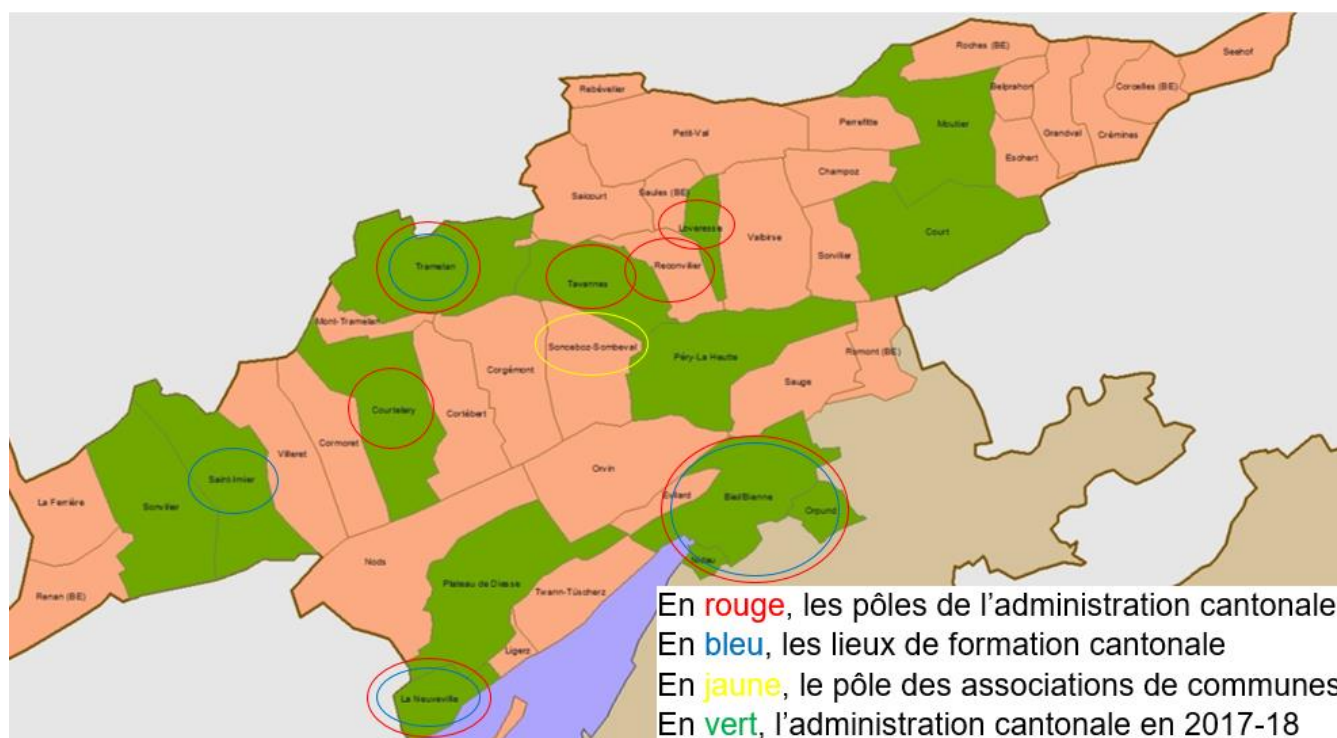 Seehof
Roches (BE)
Rebévelier
Belprahon
Corcelles (BE)
Moutier
Perrefitte
Petit-Val
Grandval
Crémines
Eschert
Champoz
Saicourt
Saules (BE)
Loveresse
Valbirse
Court
Sorvilier
Tramelan
Reconvilier
Tavannes
Mont-Tramelan
Sonceboz-Sombeval
Péry-La Heutte
Romont (BE)
Corgémont
Sauge
Courtelary
Cortébert
Cormoret
Villeret
Orvin
Saint-Imier
La Ferrière
Sonvilier
Evilard
Biel/Bienne
Orpund
Nods
Nidau
Plateau de Diesse
Renan (BE)
Twann-Tüscherz
Ligerz
La Neuveville
En rouge, les pôles de l'administration cantonale
En bleu, les lieux de formation cantonale
En jaune, le pôle des associations de communes
En vert, l'administration cantonale en 2017-18